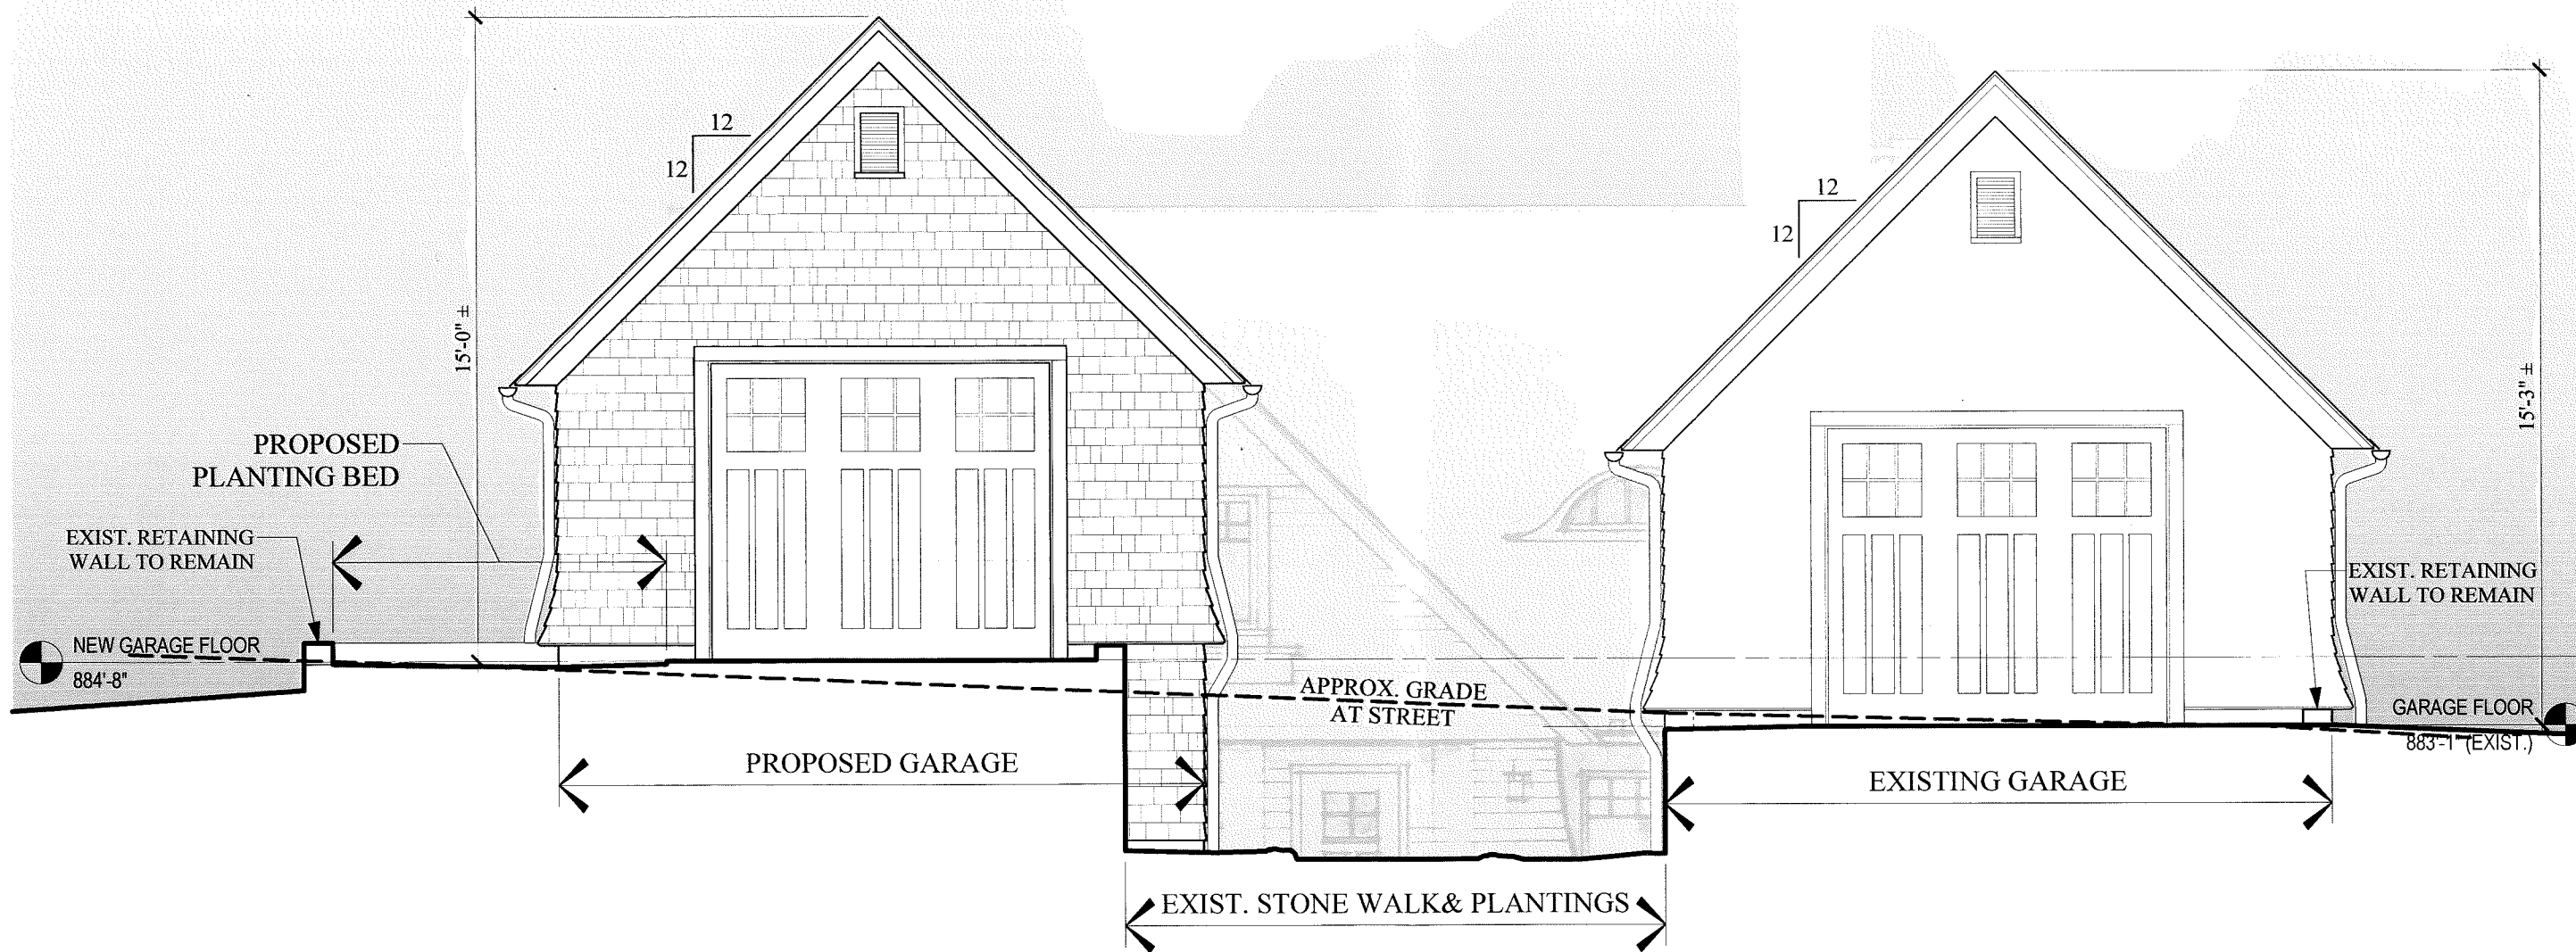 12
12
12
12
15'-0" ±
15'-3" ±
PROPOSED
PLANTING BED
EXIST. RETAINING
WALL TO REMAIN
EXIST. RETAINING
WALL TO REMAIN
NEW GARAGE FLOOR
884'-8"
APPROX. GRADE
AT STREET
GARAGE FLOOR
883'-1" (EXIST.)
PROPOSED GARAGE
EXISTING GARAGE
EXIST. STONE WALK& PLANTINGS